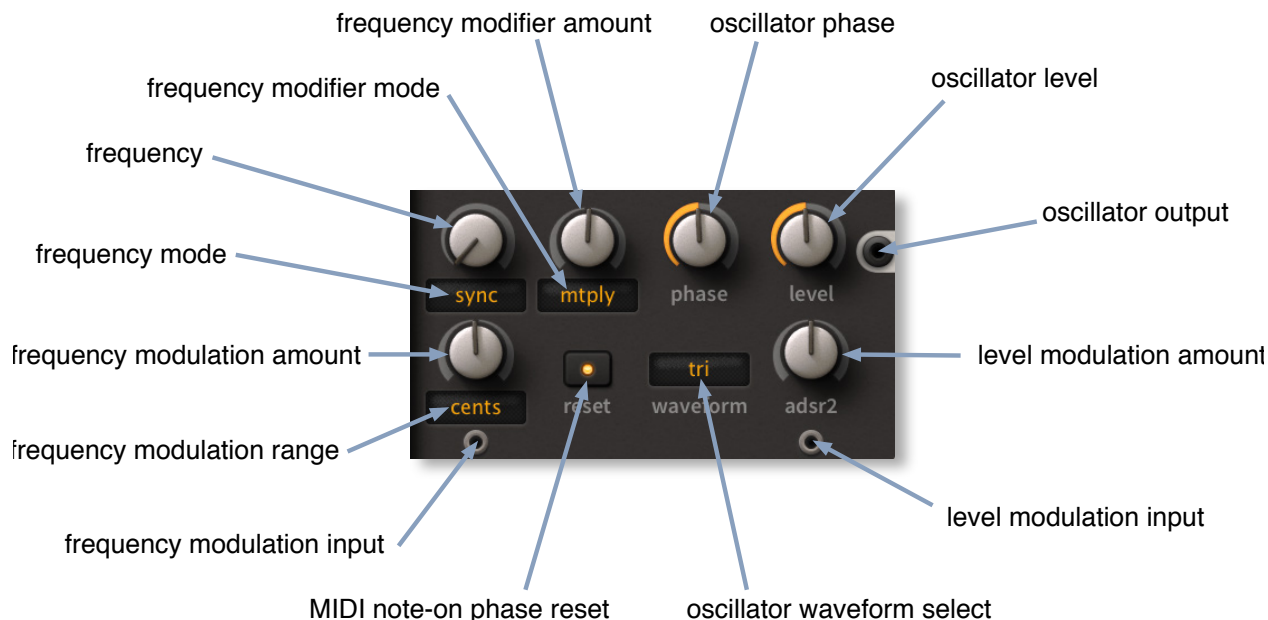 frequency modifier amount
oscillator phase
oscillator level
frequency modifier mode
frequency
oscillator output
frequency mode
sync
mtply
phase
level
frequency modulation amount
level modulation amount
tri
cents
reset
waveform
adsr2
frequency modulation range
level modulation input
frequency modulation input
MIDI note-on phase reset
oscillator waveform select